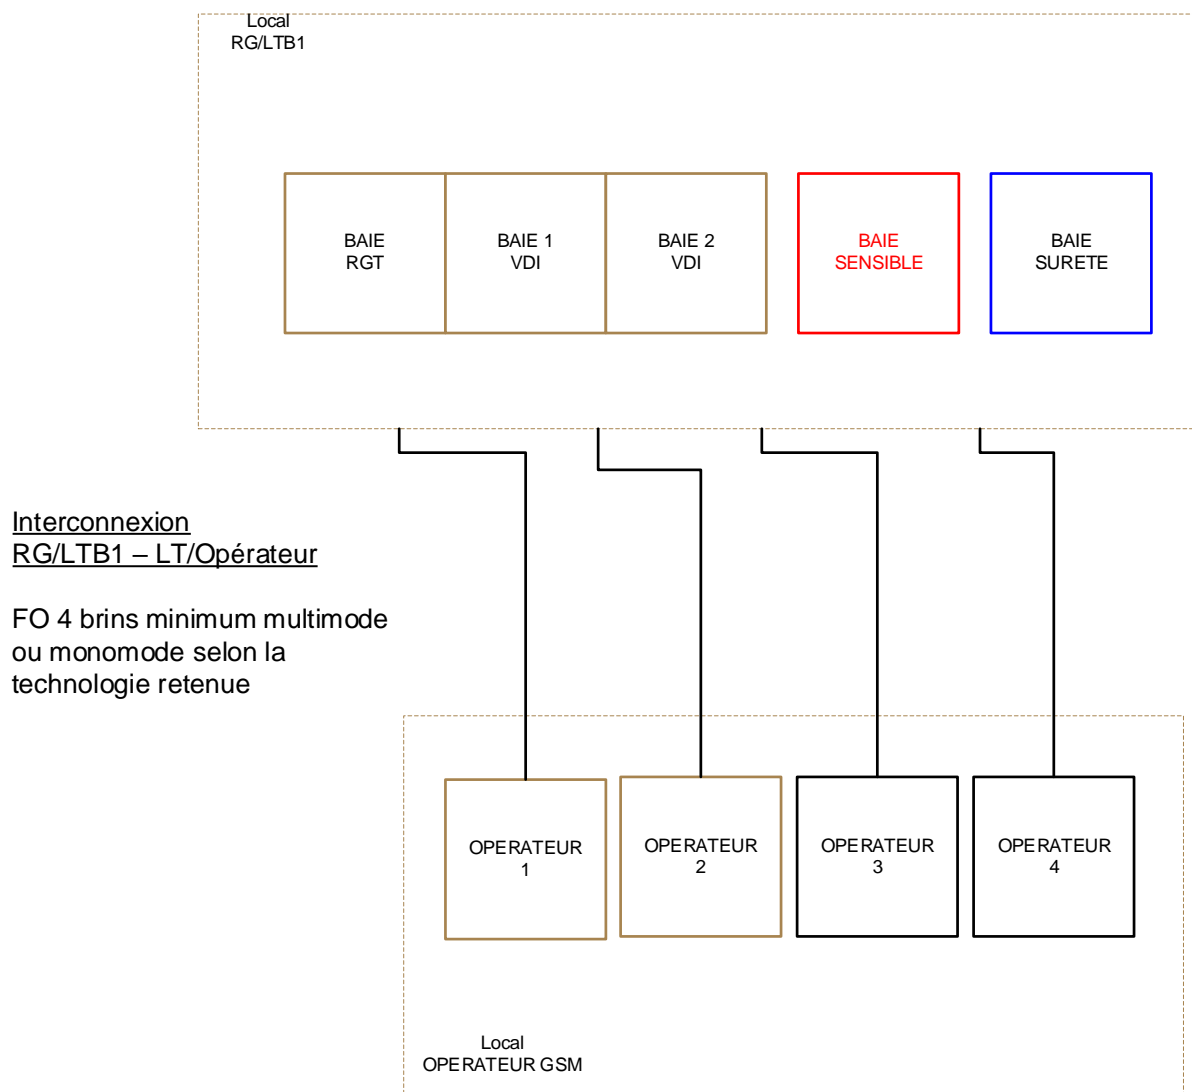 Local
RG/LTB1
BAIE
RGT
BAIE 1
VDI
BAIE 2
VDI
BAIE
SENSIBLE
BAIE
SURETE
Interconnexion
RG/LTB1 – LT/Opérateur
FO 4 brins minimum multimode
ou monomode selon la
technologie retenue
OPERATEUR
1
OPERATEUR
2
OPERATEUR
3
OPERATEUR
4
Local
OPERATEUR GSM